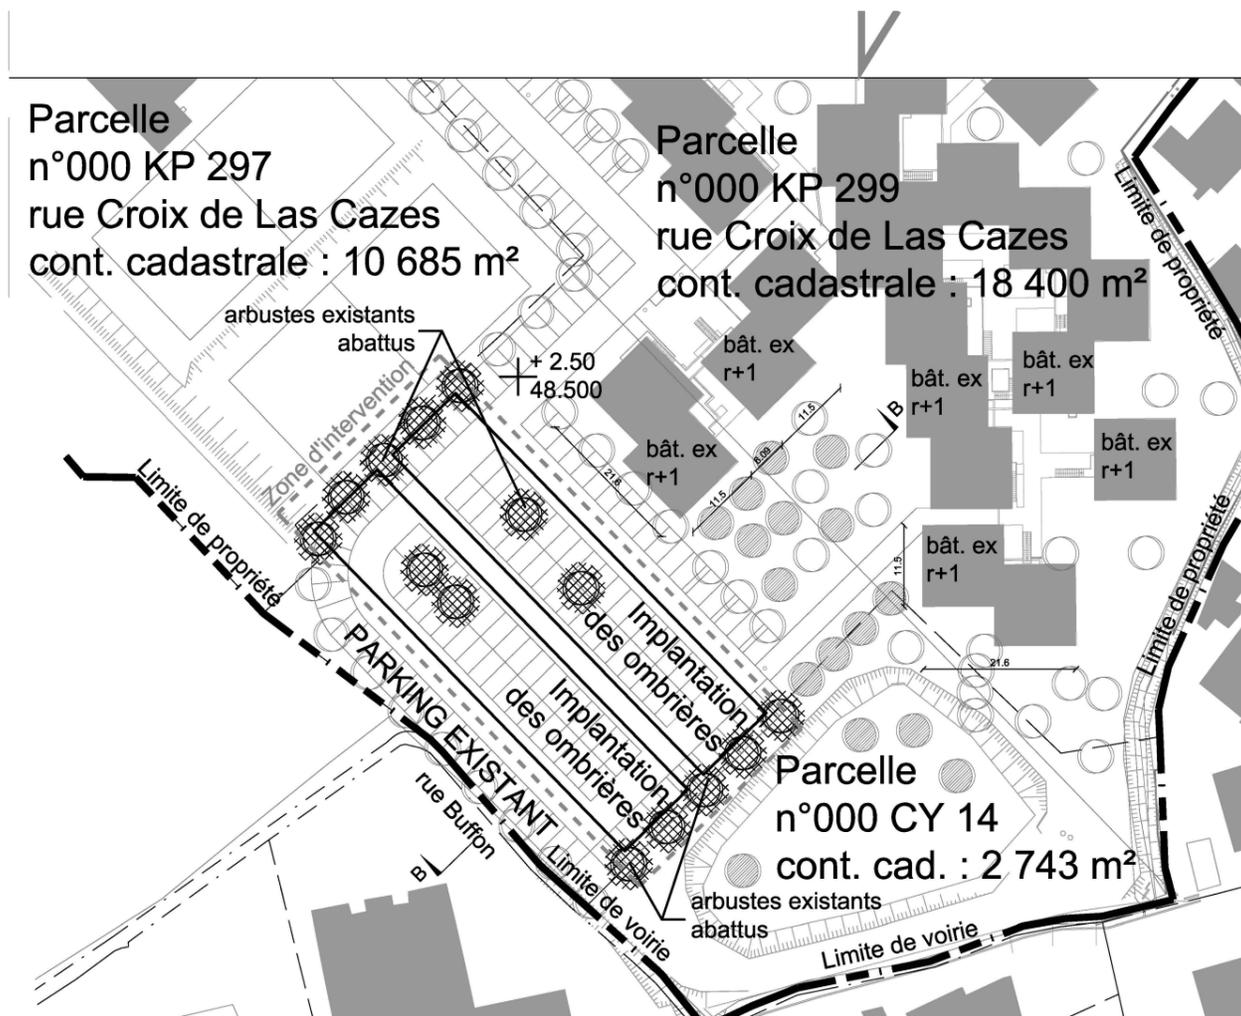 Parcelle
n°000 KP 297
rue Croix de Las Cazes
cont. cadastrale : 10 685 m²
Parcelle
n°000 KP 299
rue Croix de Las Cazes
cont. cadastrale : 18 400 m²
Limite de propriété
arbustes existants
abattus
+ 2.50
48.500
bât. ex
r+1
bât. ex
r+1
bât. ex
r+1
bât. ex
r+1
bât. ex
r+1
bât. ex
r+1
Zone d'intervention
11.5
8.09
11.5
21.6
B
11.5
21.6
Limite de propriété
Limite de propriété
Implantation
des ombrières
Implantation
des ombrières
PARKING EXISTANT
rue Buffon
B
Limite de voirie
Parcelle
n°000 CY 14
cont. cad. : 2 743 m²
arbustes existants
abattus
Limite de voirie